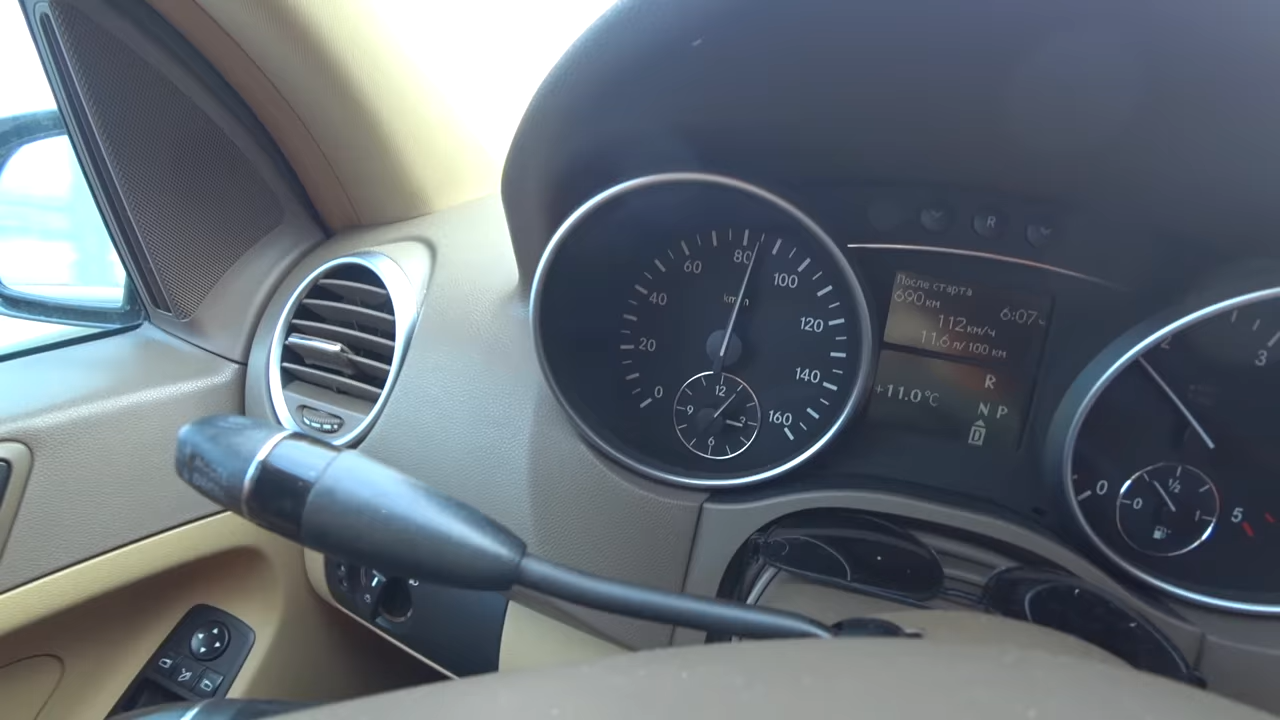 0
20
40
60
80
100
120
140
160
12
3
6
9
После старта
690 км
6:07
112 км/ч
11.6 л/100 км
+11.0°C
R
N P
D
R
0
2
3
5
0
1/2
1